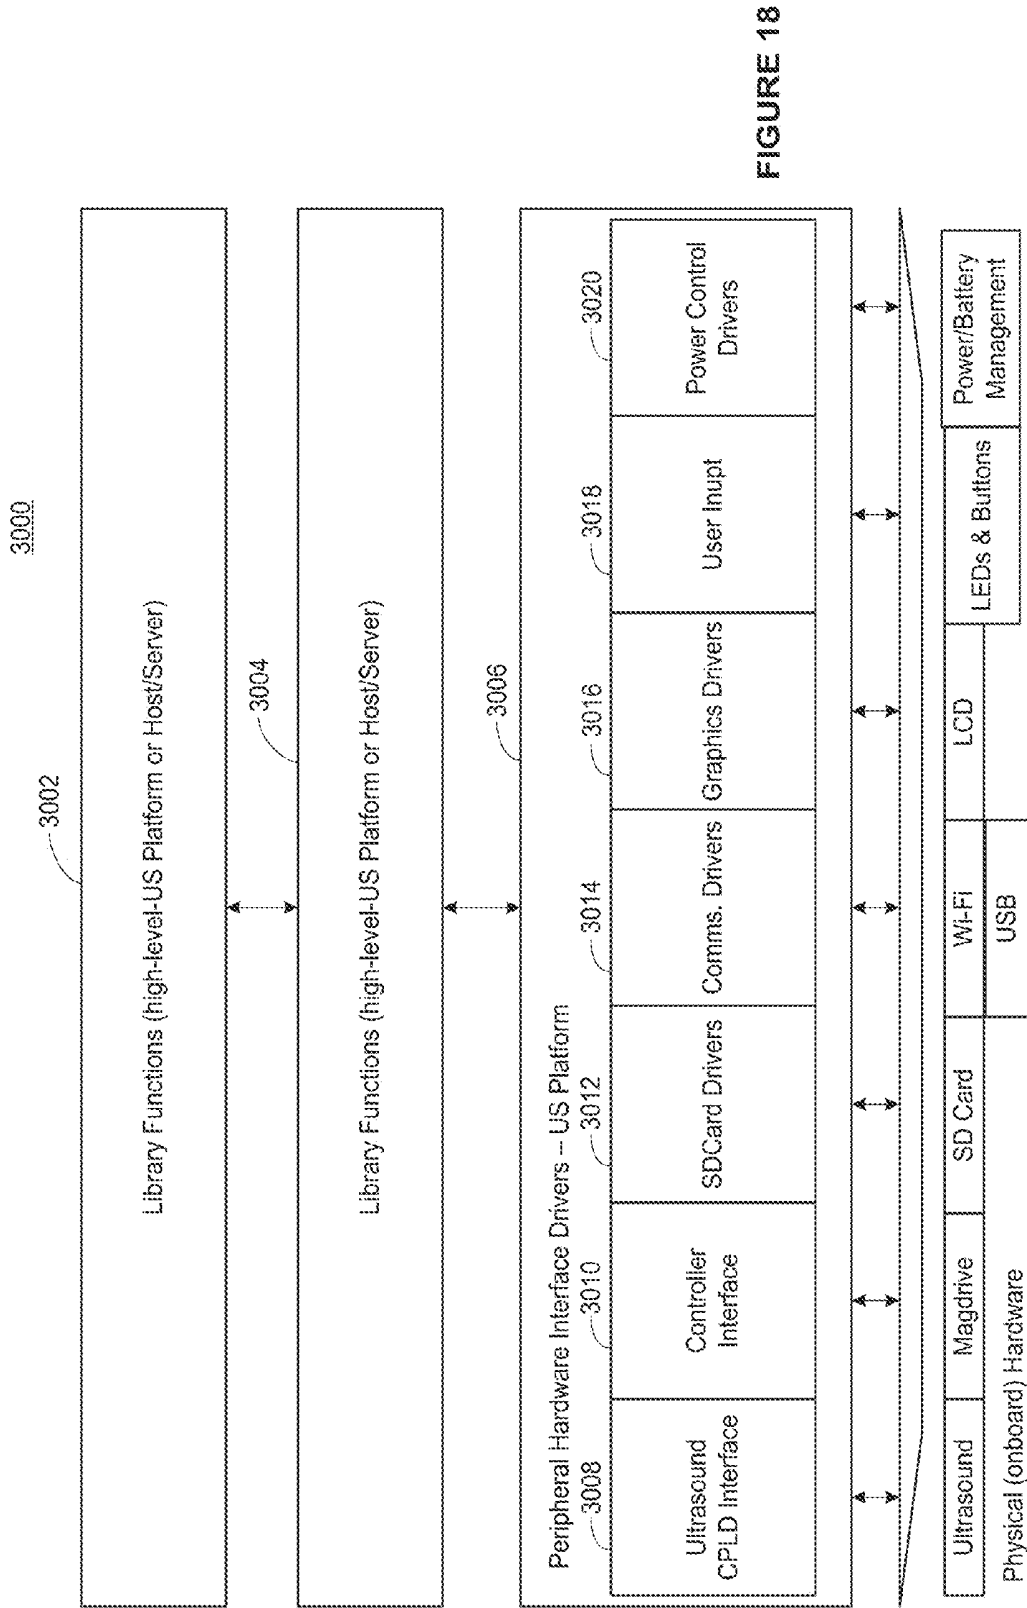 3000
3002
Library Functions (high-level-US Platform or Host/Server)
3004
Library Functions (high-level-US Platform or Host/Server)
3006
Peripheral Hardware Interface Drivers – US Platform
3008
3010
3012
3014
3016
3018
3020
Ultrasound
CPLD Interface
Controller
Interface
SDCard Drivers
Comms. Drivers
Graphics Drivers
User Inupt
Power Control
Drivers
Ultrasound
Magdrive
SD Card
Wi-Fi
USB
LCD
LEDs & Buttons
Power/Battery
Management
Physical (onboard) Hardware
FIGURE 18